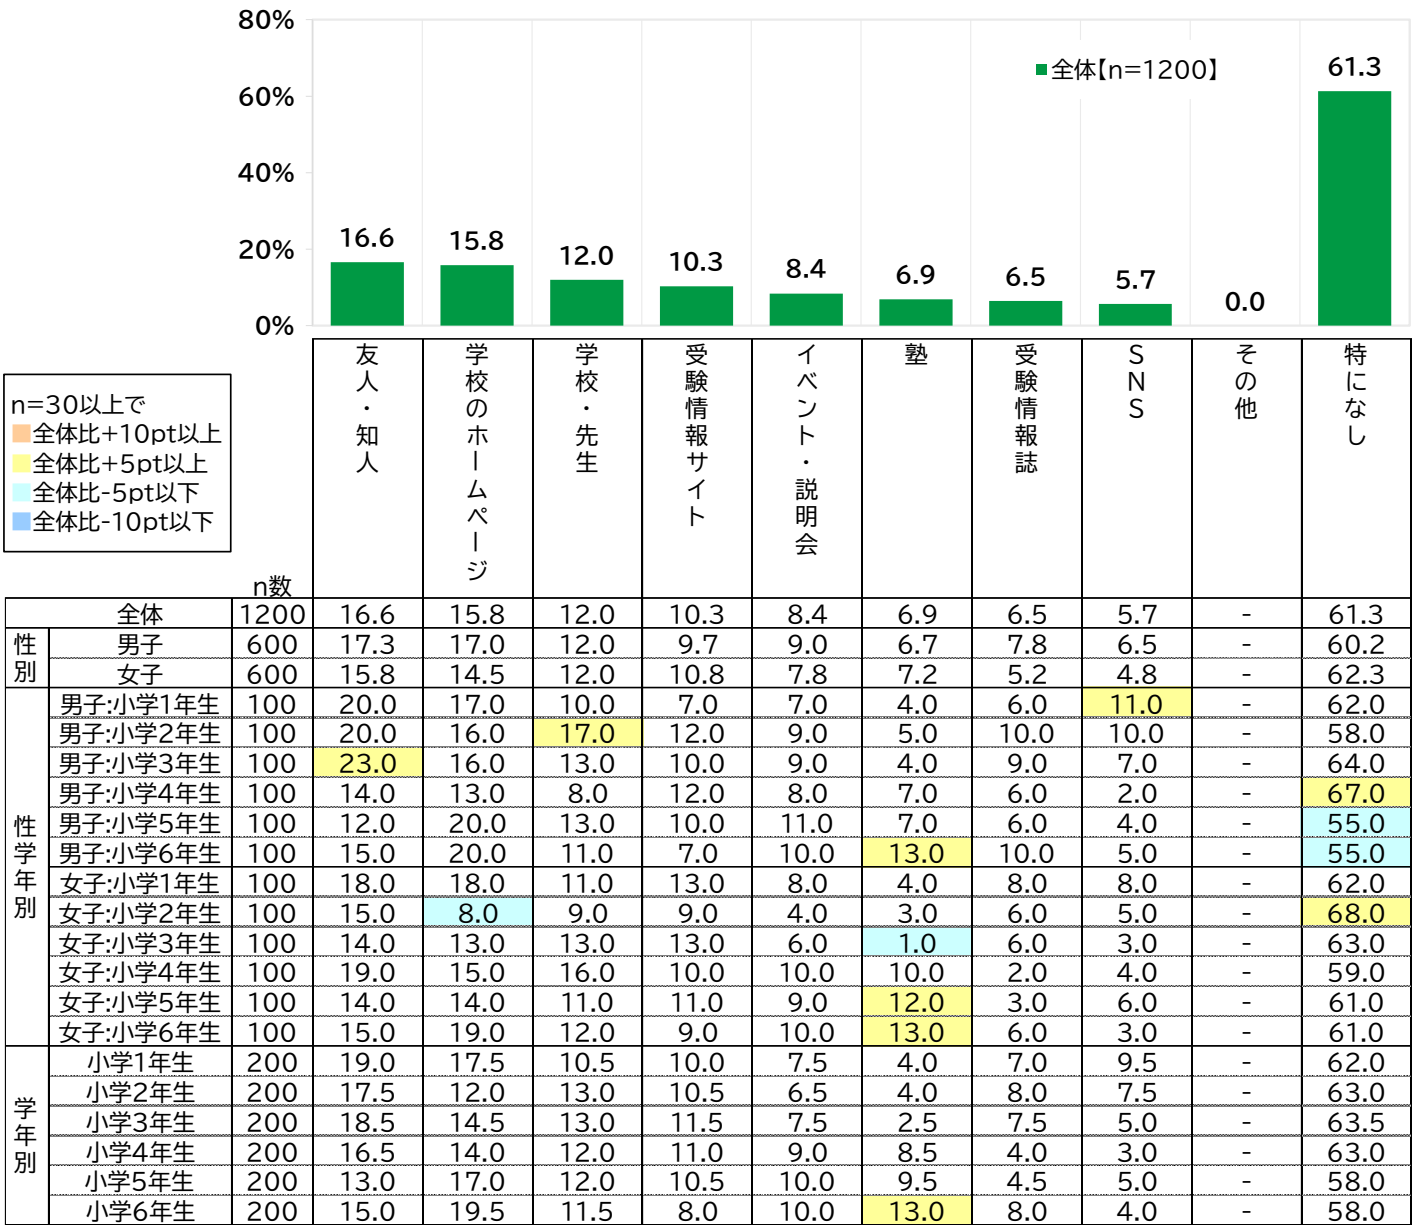 80%
60%
40%
20%
0%
■全体【n=1200】
16.6 15.8 12.0 10.3 8.4 6.9 6.5 5.7 0.0 61.3
友人・知人
学校のホームページ
学校・先生
受験情報サイト
イベント・説明会
塾
受験情報誌
SNS
その他
特になし
n=30以上で
全体比+10pt以上
全体比+5pt以上
全体比-5pt以下
全体比-10pt以下
n数
全体 1200 16.6 15.8 12.0 10.3 8.4 6.9 6.5 5.7 - 61.3
性別
男子 600 17.3 17.0 12.0 9.7 9.0 6.7 7.8 6.5 - 60.2
女子 600 15.8 14.5 12.0 10.8 7.8 7.2 5.2 4.8 - 62.3
性学年別
男子:小学1年生 100 20.0 17.0 10.0 7.0 7.0 4.0 6.0 11.0 - 62.0
男子:小学2年生 100 20.0 16.0 17.0 12.0 9.0 5.0 10.0 10.0 - 58.0
男子:小学3年生 100 23.0 16.0 13.0 10.0 9.0 4.0 9.0 7.0 - 64.0
男子:小学4年生 100 14.0 13.0 8.0 12.0 8.0 7.0 6.0 2.0 - 67.0
男子:小学5年生 100 12.0 20.0 13.0 10.0 11.0 7.0 6.0 4.0 - 55.0
男子:小学6年生 100 15.0 20.0 11.0 7.0 10.0 13.0 10.0 5.0 - 55.0
女子:小学1年生 100 18.0 18.0 11.0 13.0 8.0 4.0 8.0 8.0 - 62.0
女子:小学2年生 100 15.0 8.0 9.0 9.0 4.0 3.0 6.0 5.0 - 68.0
女子:小学3年生 100 14.0 13.0 13.0 13.0 6.0 1.0 6.0 3.0 - 63.0
女子:小学4年生 100 19.0 15.0 16.0 10.0 10.0 10.0 2.0 4.0 - 59.0
女子:小学5年生 100 14.0 14.0 11.0 11.0 9.0 12.0 3.0 6.0 - 61.0
女子:小学6年生 100 15.0 19.0 12.0 9.0 10.0 13.0 6.0 3.0 - 61.0
学年別
小学1年生 200 19.0 17.5 10.5 10.0 7.5 4.0 7.0 9.5 - 62.0
小学2年生 200 17.5 12.0 13.0 10.5 6.5 4.0 8.0 7.5 - 63.0
小学3年生 200 18.5 14.5 13.0 11.5 7.5 2.5 7.5 5.0 - 63.5
小学4年生 200 16.5 14.0 12.0 11.0 9.0 8.5 4.0 3.0 - 63.0
小学5年生 200 13.0 17.0 12.0 10.5 10.0 9.5 4.5 5.0 - 58.0
小学6年生 200 15.0 19.5 11.5 8.0 10.0 13.0 8.0 4.0 - 58.0